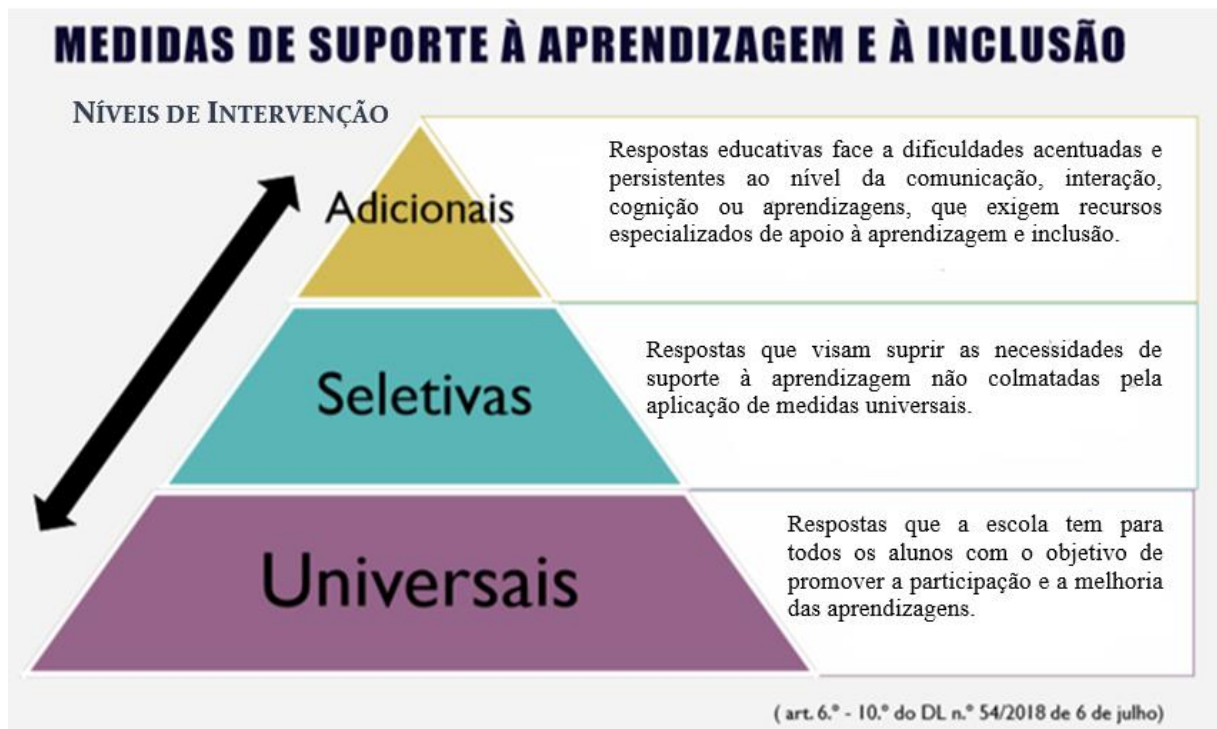 MEDIDAS DE SUPORTE À APRENDIZAGEM E À INCLUSÃO
NÍVEIS DE INTERVENÇÃO
Adicionais
Respostas educativas face a dificuldades acentuadas e
persistentes ao nível da comunicação, interação,
cognição ou aprendizagens, que exigem recursos
especializados de apoio à aprendizagem e inclusão.
Seletivas
Respostas que visam suprir as necessidades de
suporte à aprendizagem não colmatadas pela
aplicação de medidas universais.
Universais
Respostas que a escola tem para
todos os alunos com o objetivo de
promover a participação e a melhoria
das aprendizagens.
( art. 6.º - 10.º do DL n.º 54/2018 de 6 de julho)